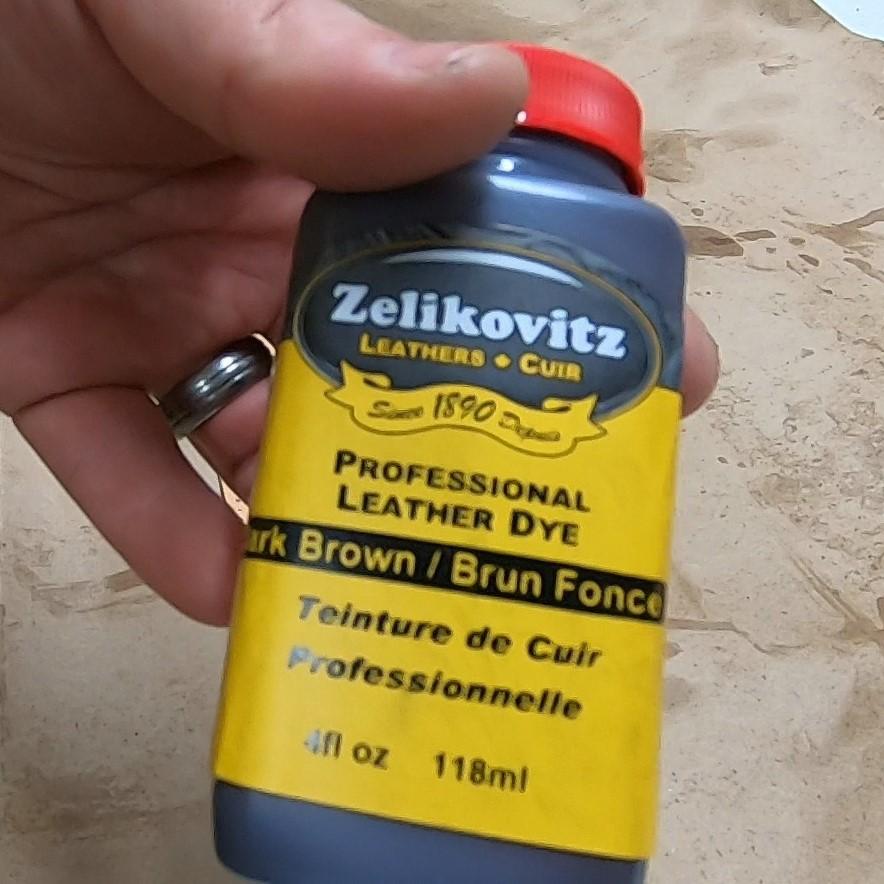 Zelikovitz
LEATHERS ♦ CUIR
Since 1890 Depuis
PROFESSIONAL
LEATHER DYE
ark Brown / Brun Foncé
Teinture de Cuir
Professionnelle
4fl oz 118ml